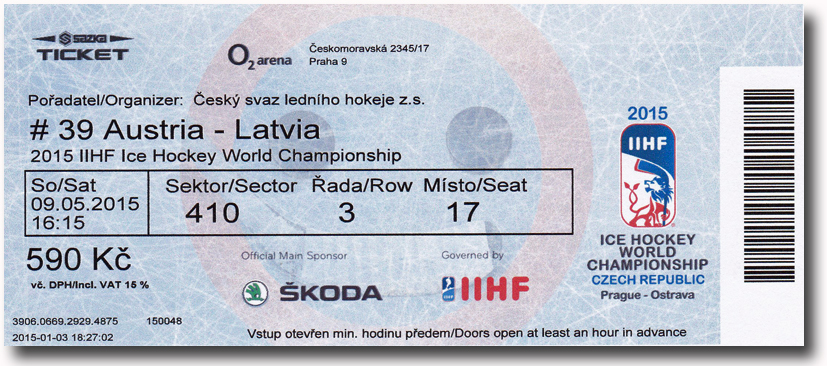 sazka
TICKET
O2 arena
Českomoravská 2345/17
Praha 9
Pořadatel/Organizer: Český svaz ledního hokeje z.s.
# 39 Austria - Latvia
2015 IIHF Ice Hockey World Championship
So/Sat
09.05.2015
16:15
Sektor/Sector Řada/Row Místo/Seat
410 3 17
590 Kč
vč. DPH/Incl. VAT 15 %
Official Main Sponsor
ŠKODA
Governed by
IIHF
2015
IIHF
ICE HOCKEY
WORLD
CHAMPIONSHIP
CZECH REPUBLIC
Prague - Ostrava
3906.0669.2929.4875 150048
2015-01-03 18:27:02
Vstup otevřen min. hodinu předem/Doors open at least an hour in advance